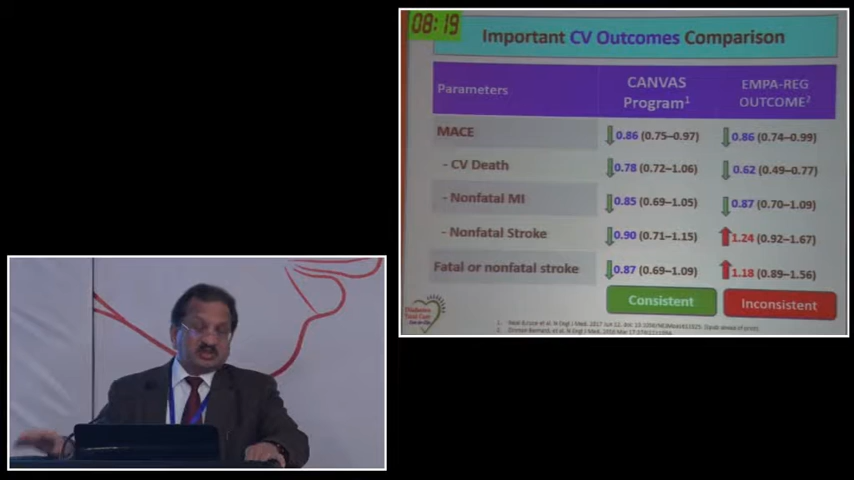 08:19
Important CV Outcomes Comparison
Parameters CANVAS Program1 EMPA-REG OUTCOME2
MACE 0.86 (0.75–0.97) 0.86 (0.74–0.99)
- CV Death 0.78 (0.72–1.06) 0.62 (0.49–0.77)
- Nonfatal MI 0.85 (0.69–1.05) 0.87 (0.70–1.09)
- Nonfatal Stroke 0.90 (0.71–1.15) 1.24 (0.92–1.67)
Fatal or nonfatal stroke 0.87 (0.69–1.09) 1.18 (0.89–1.56)
Consistent Inconsistent
Diabetes
Total Care